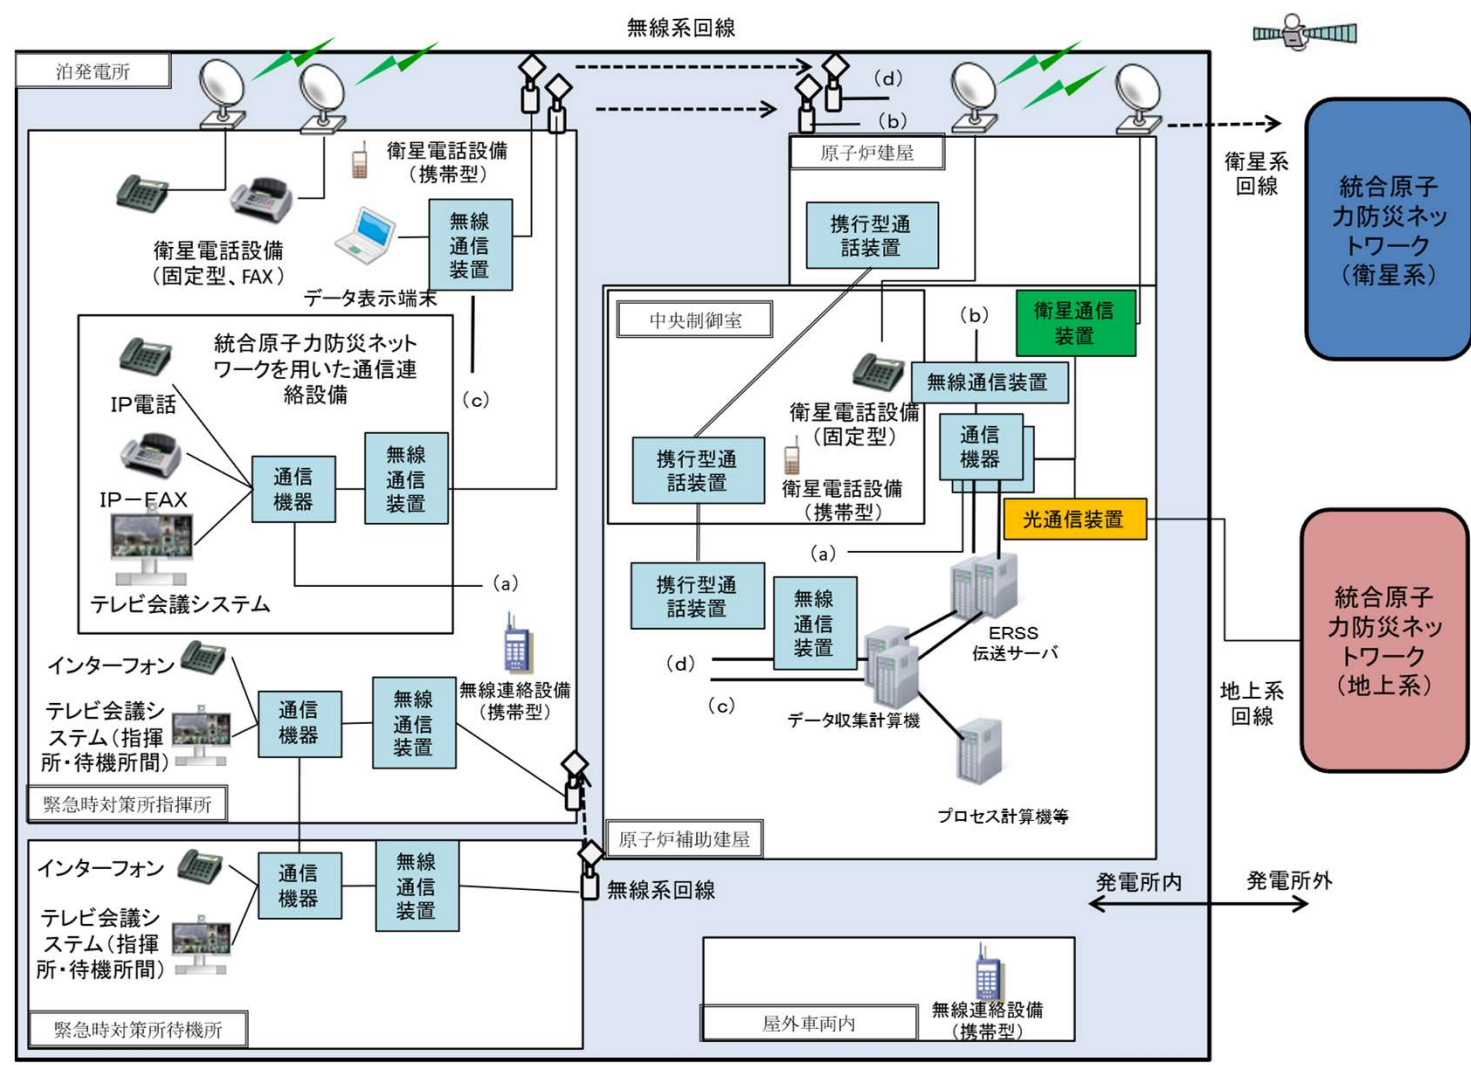 無線系回線
泊発電所
(d)
(b)
原子炉建屋
衛星電話設備
(携帯型)
衛星系
回線
統合原子
力防災ネッ
トワーク
(衛星系)
無線
通信
装置
携行型通
話装置
衛星電話設備
(固定型、FAX)
データ表示端末
中央制御室
(b)
衛星通信
装置
統合原子力防災ネット
ワークを用いた通信連
絡設備
無線通信装置
IP電話
(c)
衛星電話設備
(固定型)
通信
機器
携行型通
話装置
無線
通信
装置
通信
機器
IP-FAX
衛星電話設備
(携帯型)
光通信装置
(a)
(a)
テレビ会議システム
携行型通
話装置
無線
通信
装置
ERSS
伝送サーバ
統合原子
力防災ネッ
トワーク
(地上系)
インターフォン
(d)
無線連絡設備
(携帯型)
(c)
地上系
回線
テレビ会議シ
ステム(指揮
所・待機所間)
通信
機器
無線
通信
装置
データ収集計算機
緊急時対策所指揮所
プロセス計算機等
原子炉補助建屋
インターフォン
通信
機器
無線
通信
装置
無線系回線
発電所内
発電所外
テレビ会議シ
ステム(指揮
所・待機所間)
緊急時対策所待機所
屋外車両内
無線連絡設備
(携帯型)